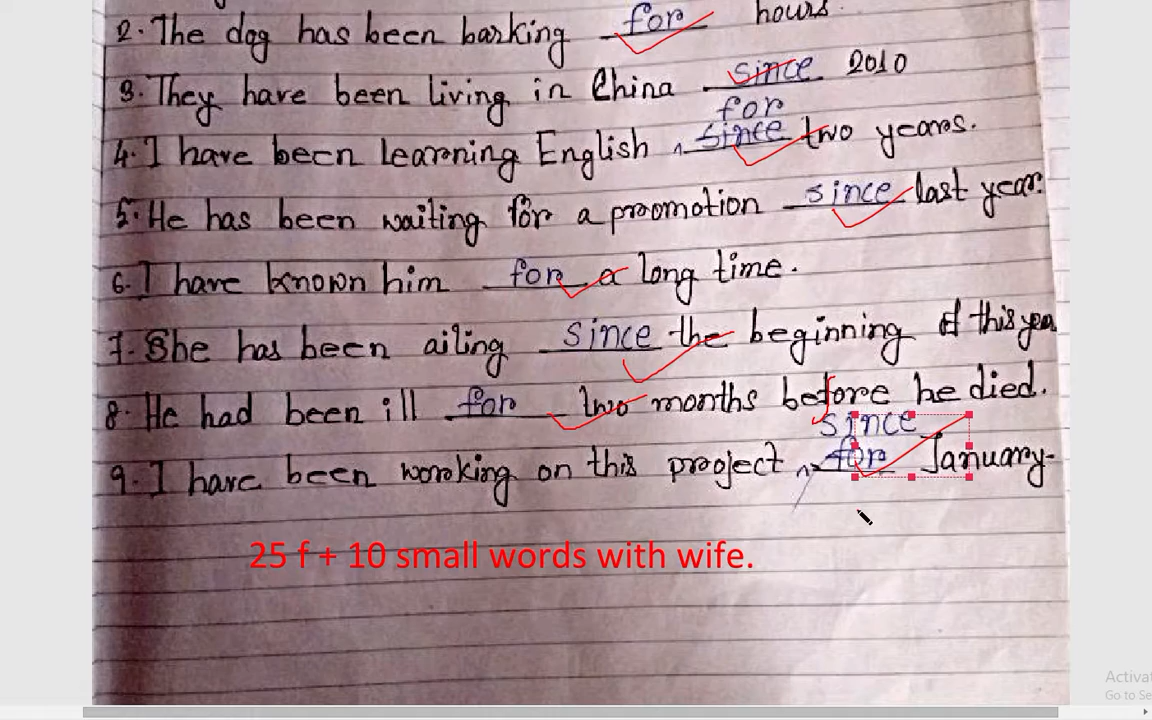 2. The dog has been barking for hours.
3. They have been living in China since 2010
for
4. I have been learning English since two years.
5. He has been waiting for a promotion since last year.
6. I have known him for a long time.
7. She has been ailing since the beginning of this year
8. He had been ill for two months before he died.
since
9. I have been working on this project for January.
25 f + 10 small words with wife.
Activat
Go to Se